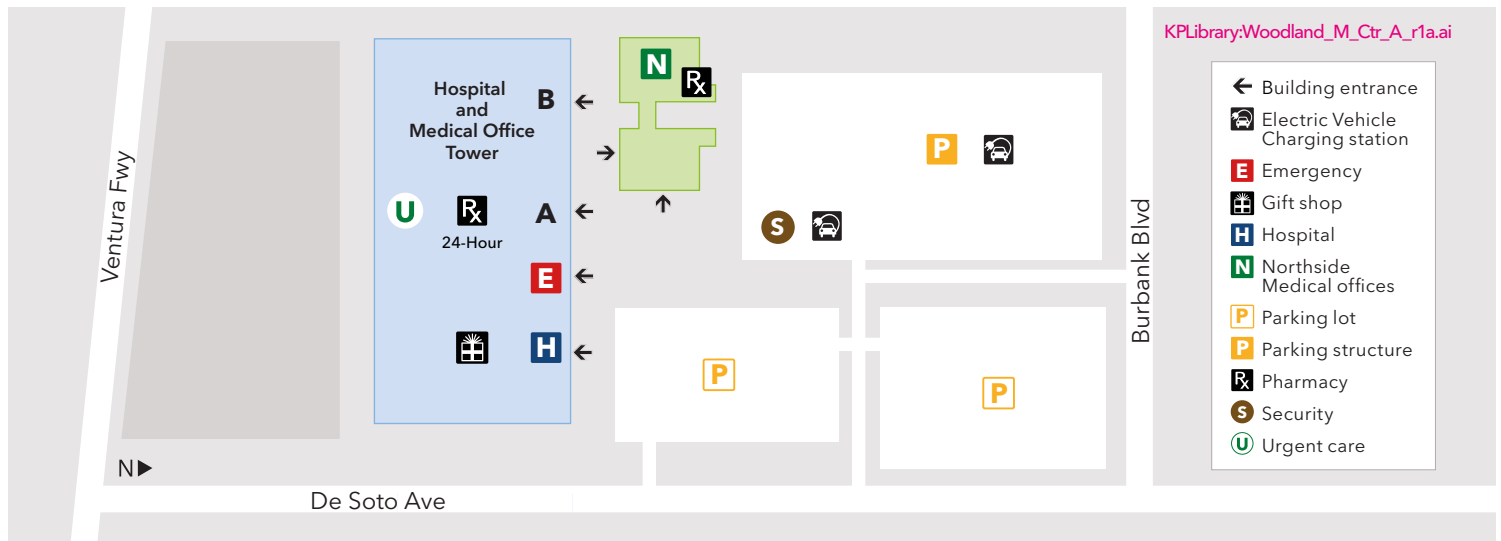 KPLibrary:Woodland_M_Ctr_A_r1a.ai
Ventura Fwy
Hospital
and
Medical Office
Tower
B
N
Rx
U
Rx
24-Hour
A
E
H
P
S
P
P
Burbank Blvd
N
De Soto Ave
Building entrance
Electric Vehicle
Charging station
E Emergency
Gift shop
H Hospital
N Northside
Medical offices
P Parking lot
P Parking structure
Rx Pharmacy
S Security
U Urgent care